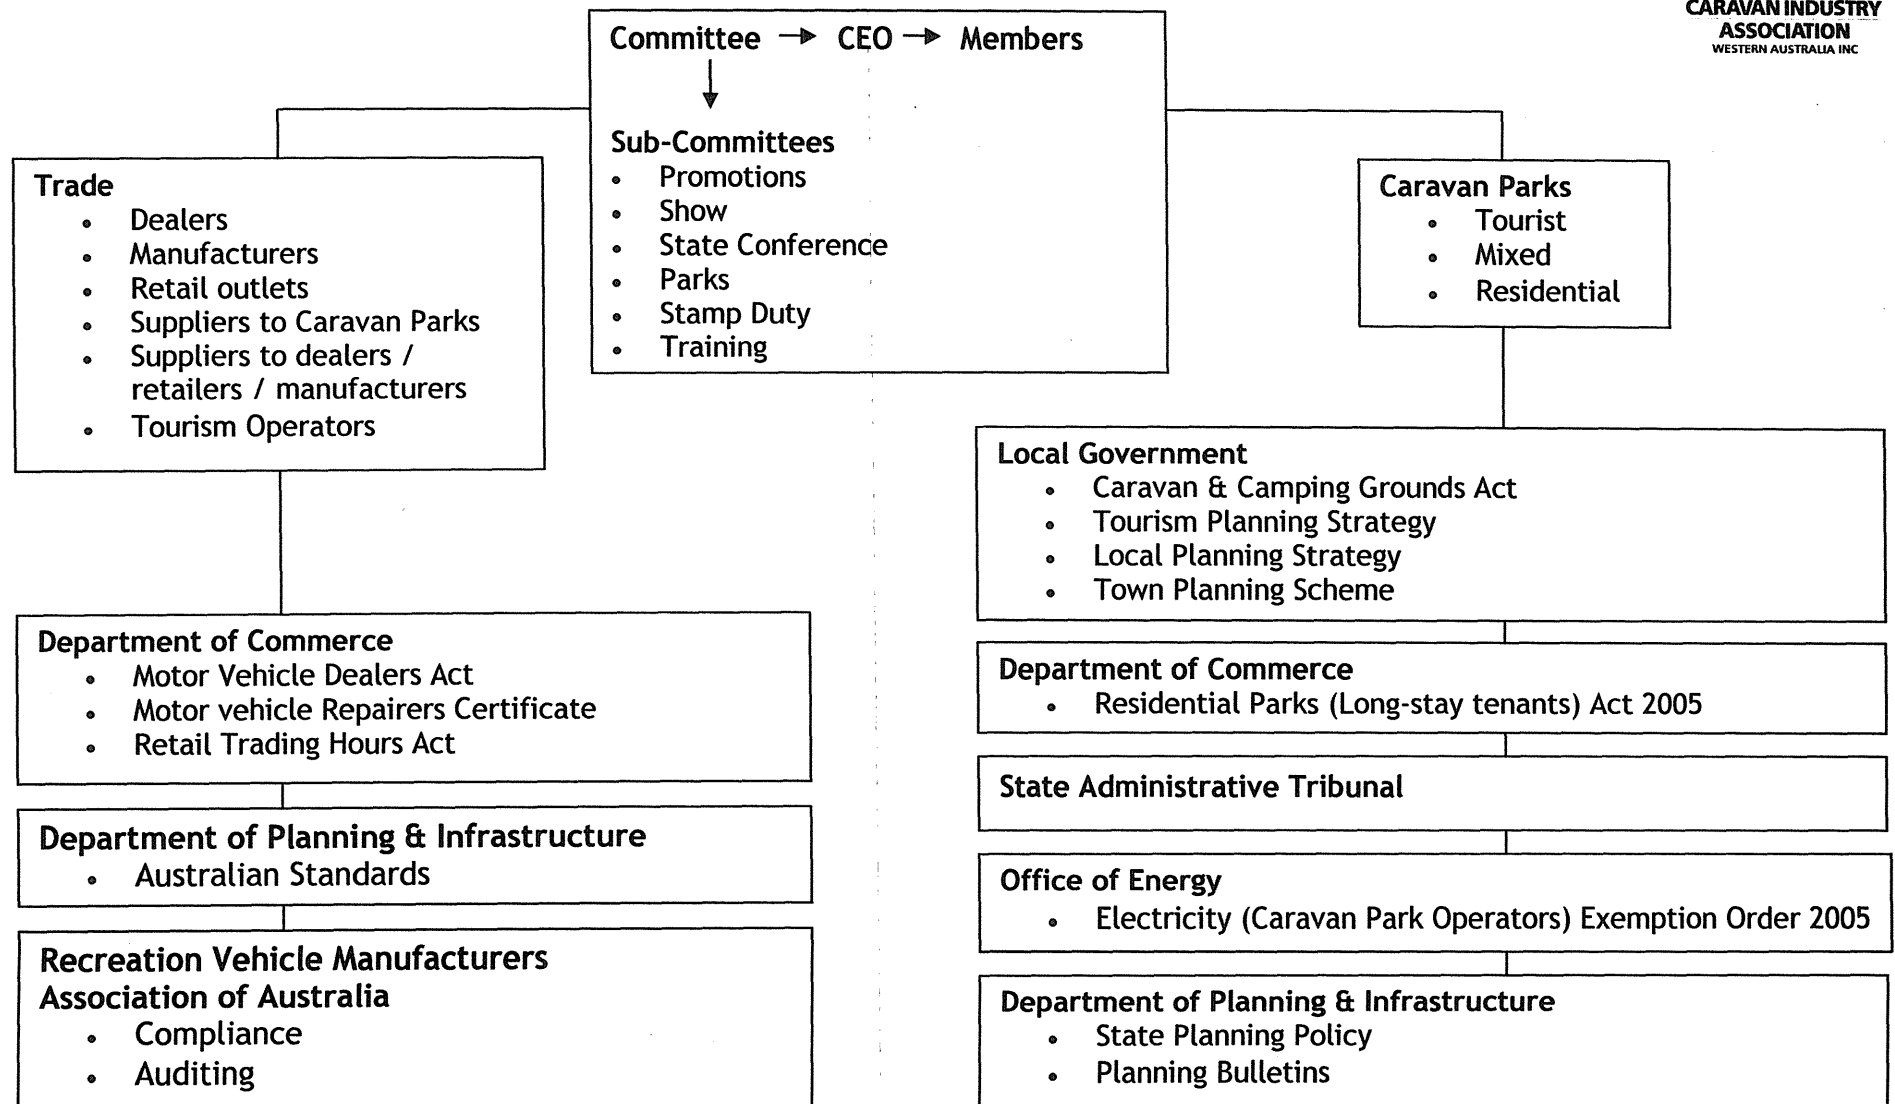 CARAVAN INDUSTRY
ASSOCIATION
WESTERN AUSTRALIA INC
Committee → CEO → Members
Sub-Committees
• Promotions
• Show
• State Conference
• Parks
• Stamp Duty
• Training
Trade
• Dealers
• Manufacturers
• Retail outlets
• Suppliers to Caravan Parks
• Suppliers to dealers /
retailers / manufacturers
• Tourism Operators
Caravan Parks
• Tourist
• Mixed
• Residential
Department of Commerce
• Motor Vehicle Dealers Act
• Motor vehicle Repairers Certificate
• Retail Trading Hours Act
Department of Planning & Infrastructure
• Australian Standards
Recreation Vehicle Manufacturers
Association of Australia
• Compliance
• Auditing
Local Government
• Caravan & Camping Grounds Act
• Tourism Planning Strategy
• Local Planning Strategy
• Town Planning Scheme
Department of Commerce
• Residential Parks (Long-stay tenants) Act 2005
State Administrative Tribunal
Office of Energy
• Electricity (Caravan Park Operators) Exemption Order 2005
Department of Planning & Infrastructure
• State Planning Policy
• Planning Bulletins